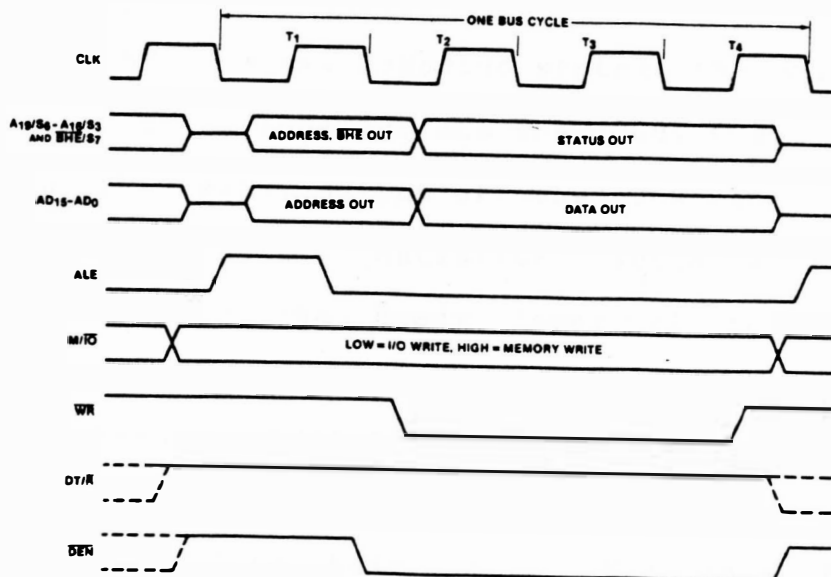 ONE BUS CYCLE
T1 T2 T3 T4
CLK
A19/S6-A16/S3
AND BHE/S7
ADDRESS, BHE OUT
STATUS OUT
AD15-AD0
ADDRESS OUT
DATA OUT
ALE
M/IO
LOW = I/O WRITE, HIGH = MEMORY WRITE
WR
DT/R
DEN